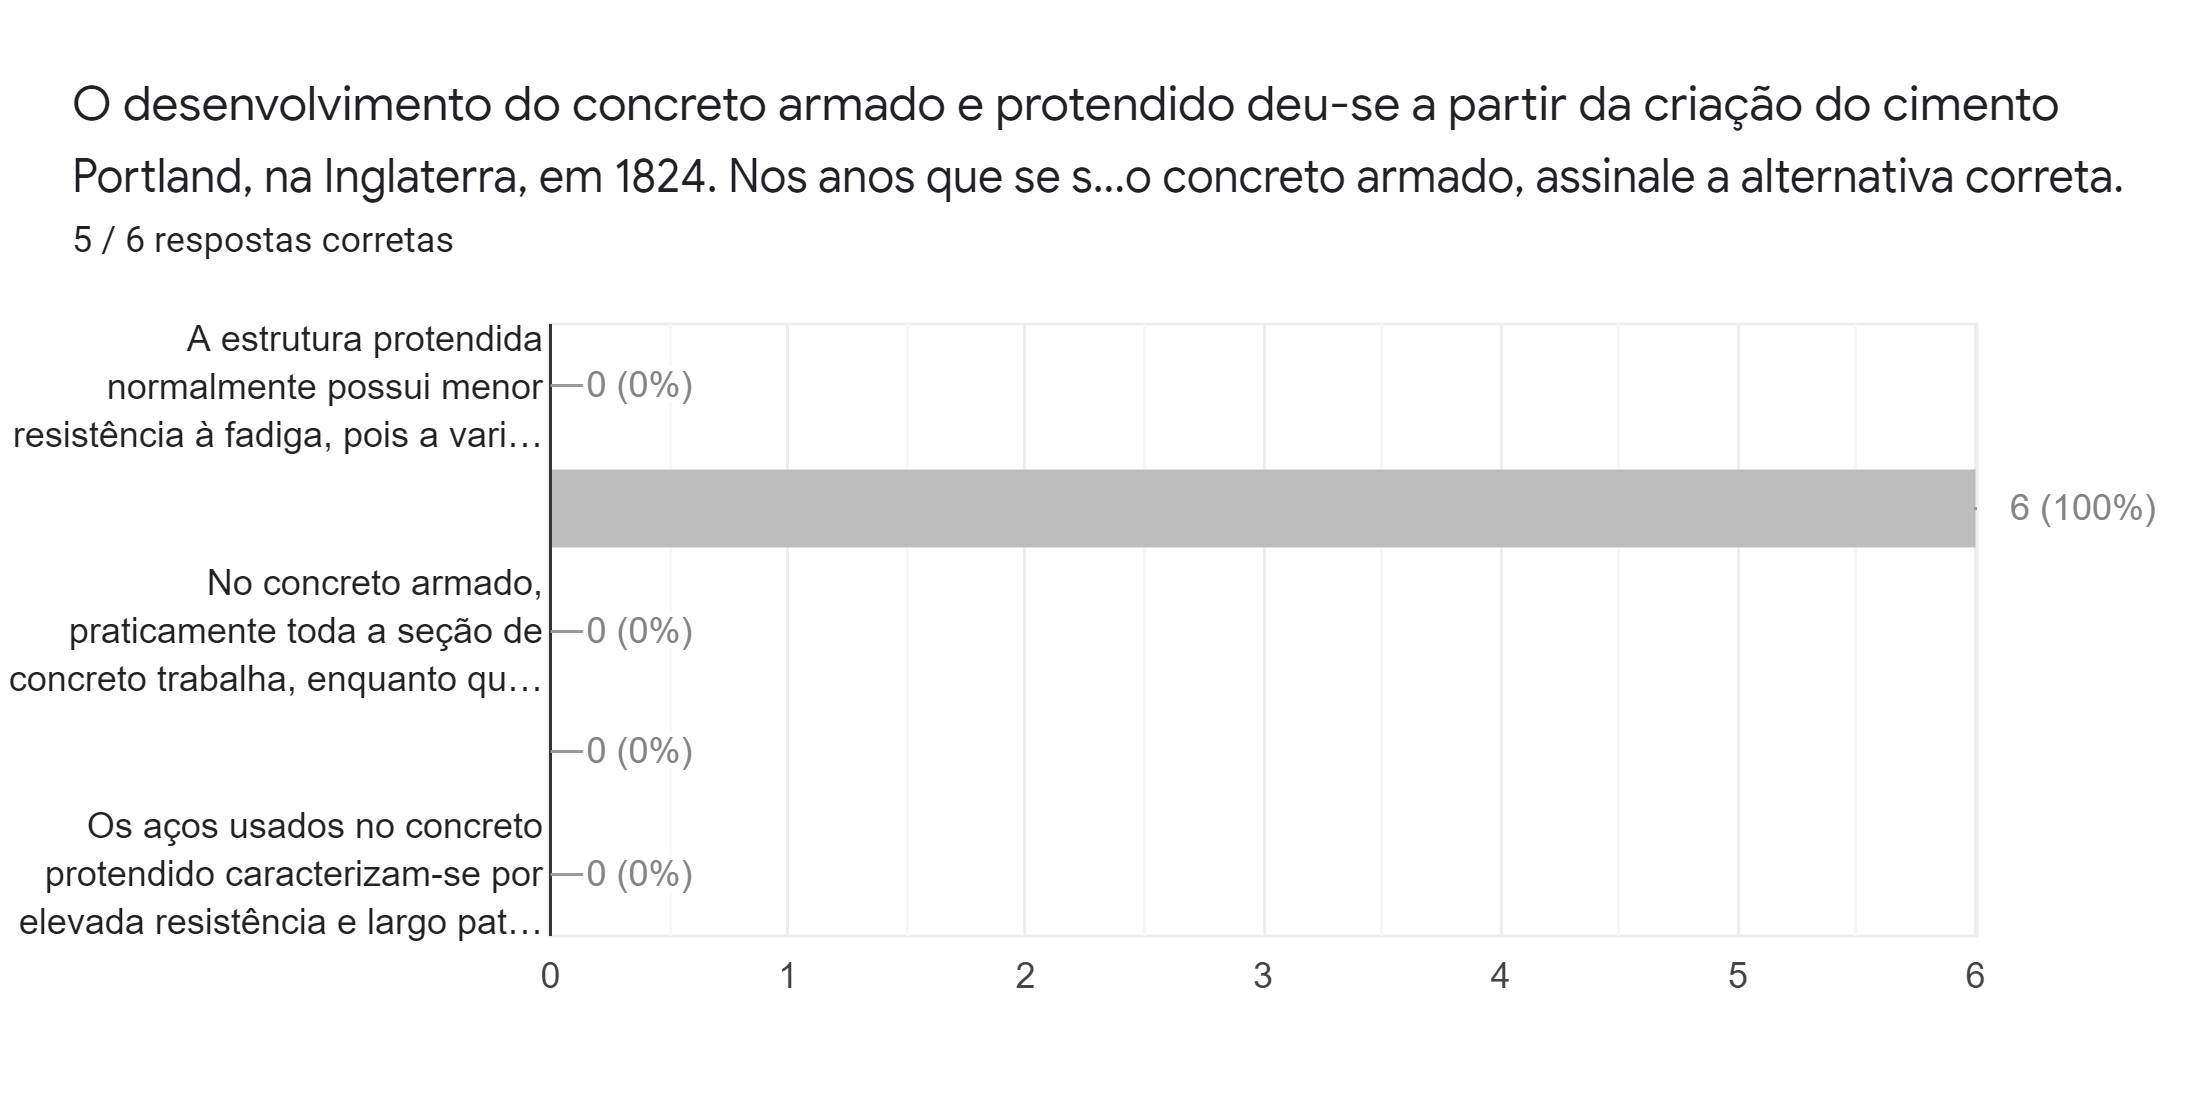 O desenvolvimento do concreto armado e protendido deu-se a partir da criação do cimento
Portland, na Inglaterra, em 1824. Nos anos que se s...o concreto armado, assinale a alternativa correta.
5 / 6 respostas corretas
A estrutura protendida
normalmente possui menor
resistência à fadiga, pois a vari…
0 (0%)
6 (100%)
No concreto armado,
praticamente toda a seção de
concreto trabalha, enquanto qu…
0 (0%)
0 (0%)
Os aços usados no concreto
protendido caracterizam-se por
elevada resistência e largo pat…
0 (0%)
0 1 2 3 4 5 6